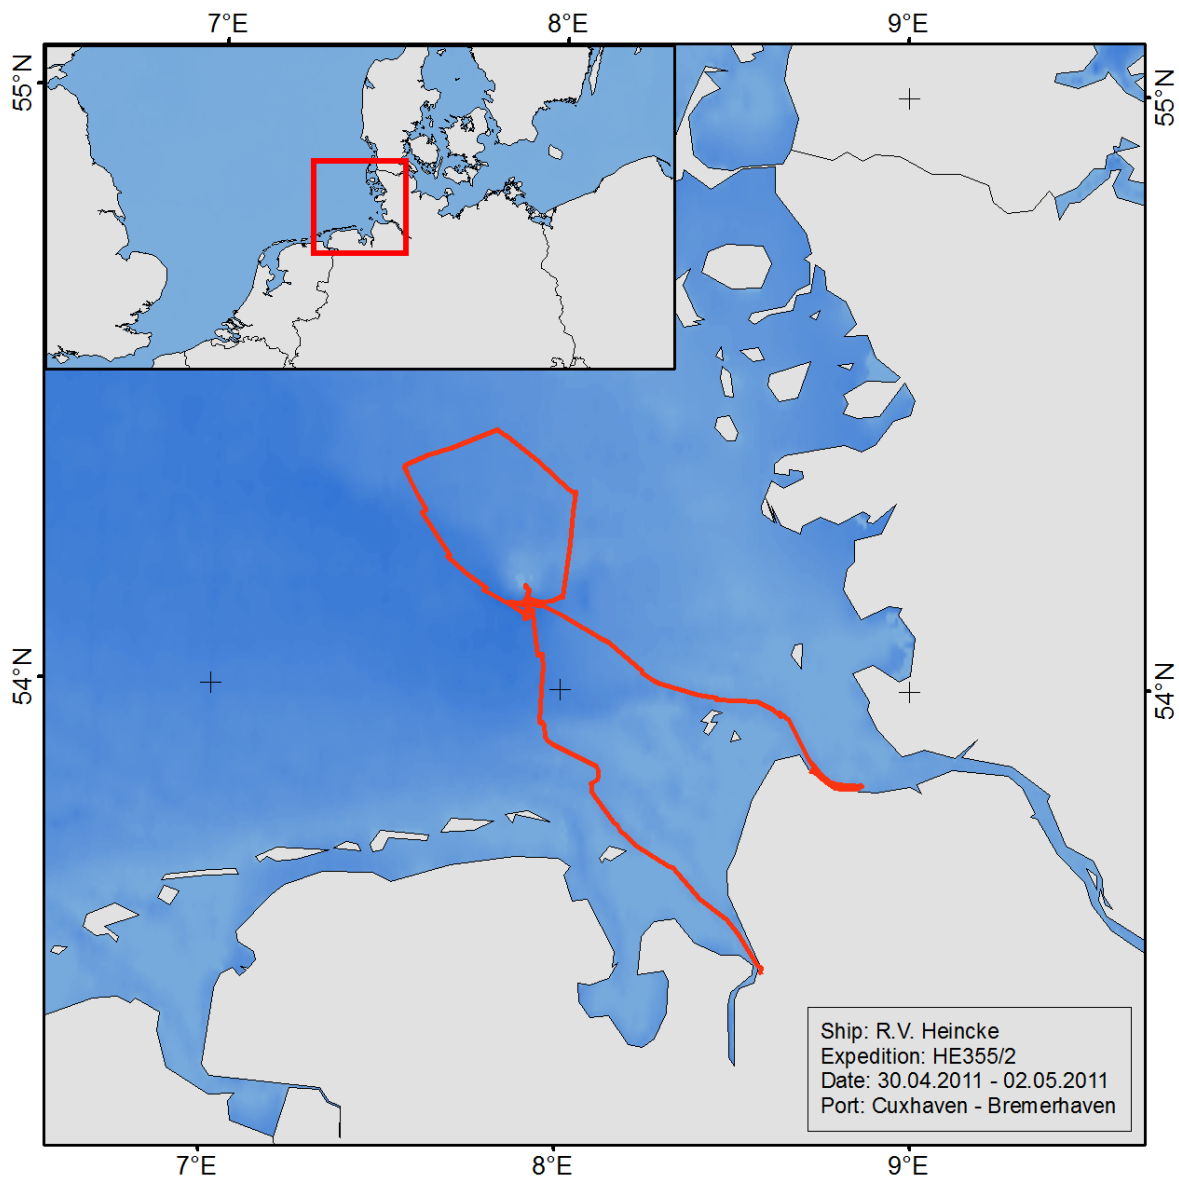 7°E
8°E
9°E
55°N
55°N
54°N
54°N
Ship: R.V. Heincke
Expedition: HE355/2
Date: 30.04.2011 - 02.05.2011
Port: Cuxhaven - Bremerhaven
7°E
8°E
9°E